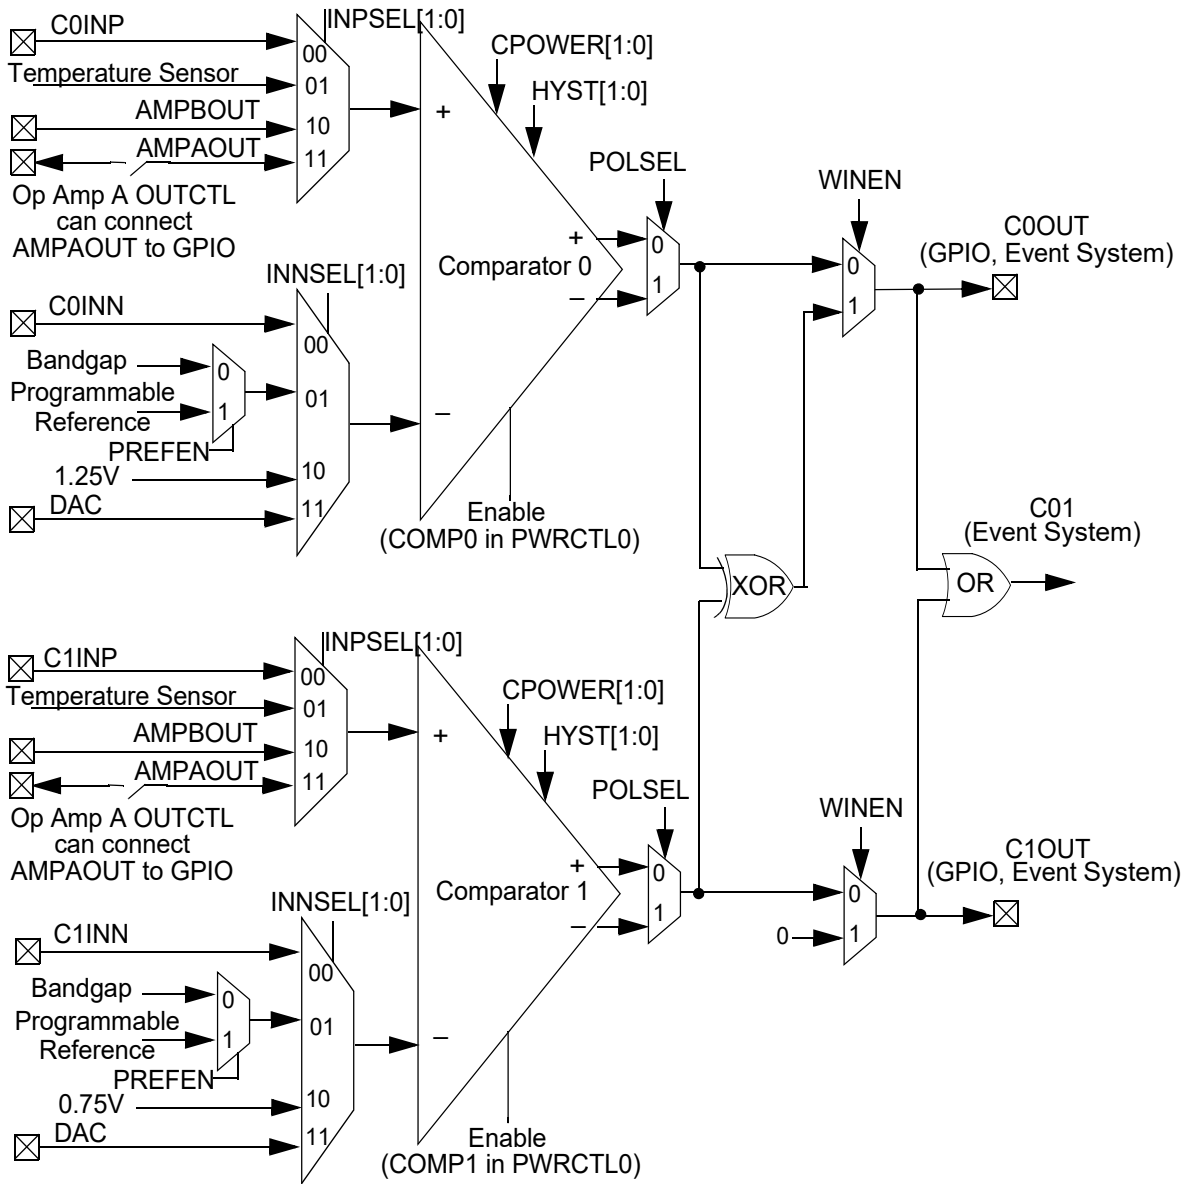 C0INP
INPSEL[1:0]
00
Temperature Sensor
01
AMPBOUT
10
AMPAOUT
11
Op Amp A OUTCTL
can connect
AMPAOUT to GPIO
CPOWER[1:0]
HYST[1:0]
+
POLSEL
WINEN
C0OUT
(GPIO, Event System)
+
0
Comparator 0
–
1
0
1
INNSEL[1:0]
C0INN
00
Bandgap
0
Programmable
Reference
1
01
PREFEN
–
1.25V
10
DAC
11
Enable
(COMP0 in PWRCTL0)
C01
(Event System)
XOR
OR
C1INP
INPSEL[1:0]
00
Temperature Sensor
01
AMPBOUT
10
AMPAOUT
11
Op Amp A OUTCTL
can connect
AMPAOUT to GPIO
CPOWER[1:0]
HYST[1:0]
+
POLSEL
WINEN
C1OUT
(GPIO, Event System)
+
0
Comparator 1
–
1
0
0
1
INNSEL[1:0]
C1INN
00
Bandgap
0
Programmable
Reference
1
01
PREFEN
–
0.75V
10
DAC
11
Enable
(COMP1 in PWRCTL0)